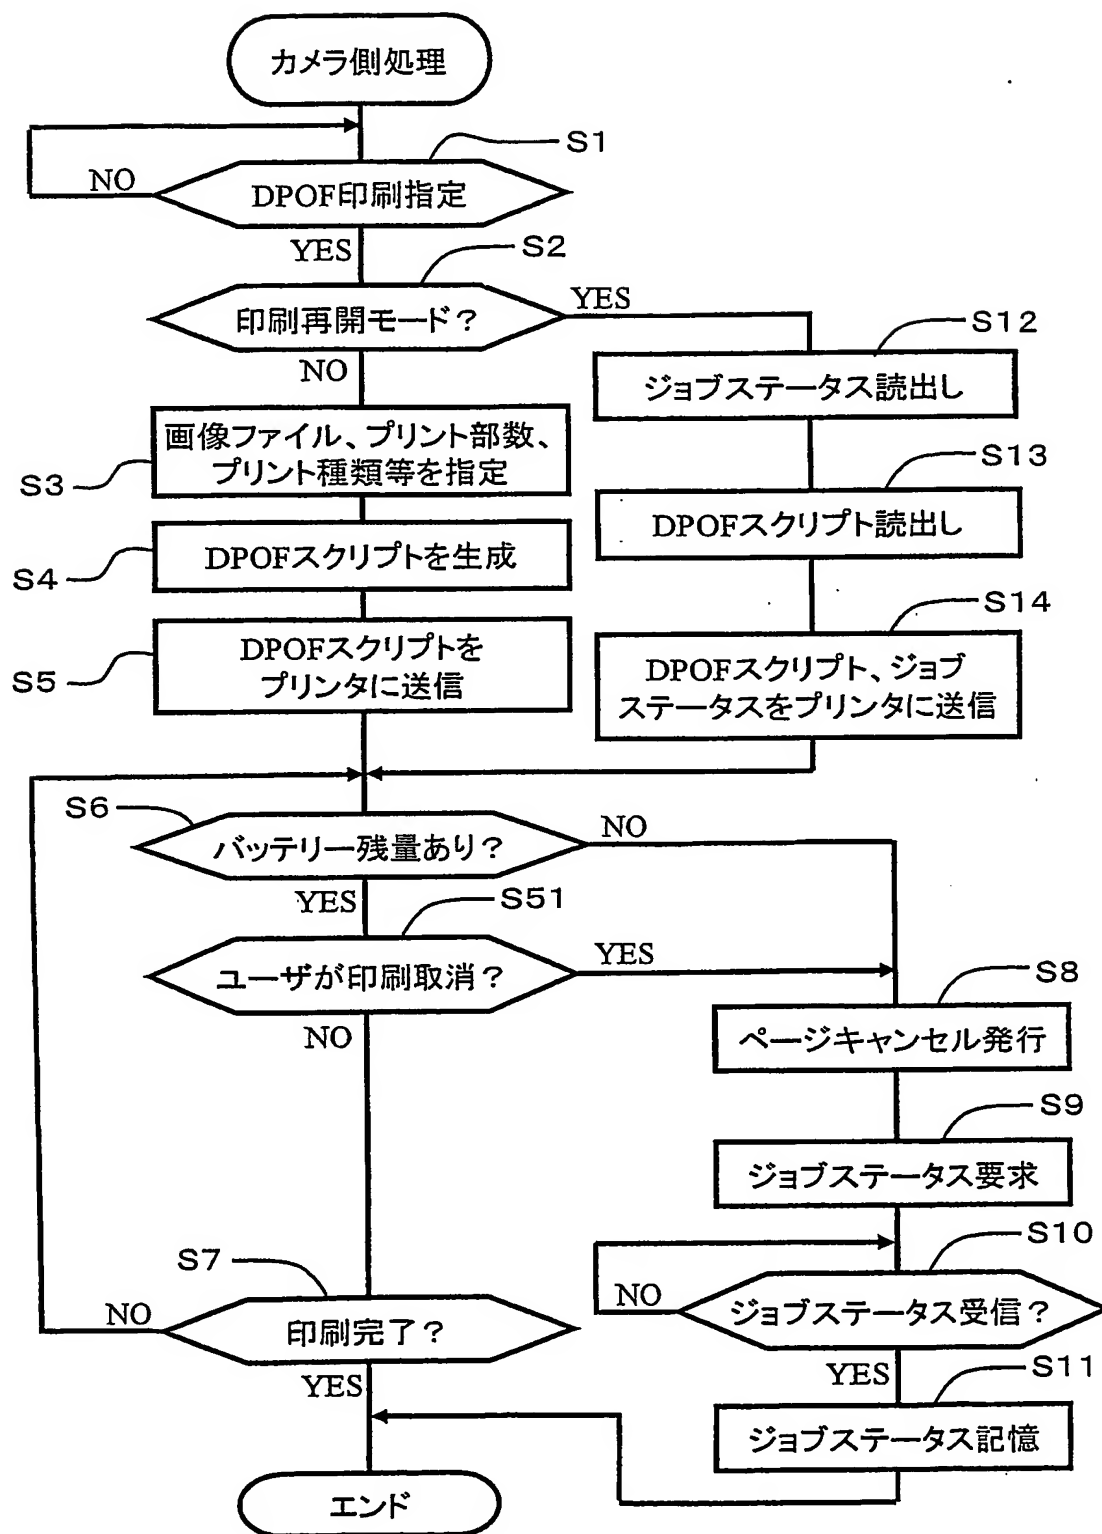 カメラ側処理
S1
NO
DPOF印刷指定
YES
S2
印刷再開モード？
YES
NO
S12
ジョブステータス読出し
画像ファイル、プリント部数、
プリント種類等を指定
S3
S13
DPOFスクリプト読出し
DPOFスクリプトを生成
S4
S14
DPOFスクリプトを
プリンタに送信
S5
DPOFスクリプト、ジョブ
ステータスをプリンタに送信
S6
バッテリー残量あり？
NO
YES
S51
ユーザが印刷取消？
YES
NO
S8
ページキャンセル発行
S9
ジョブステータス要求
S10
NO
ジョブステータス受信？
YES
S7
NO
印刷完了？
YES
S11
ジョブステータス記憶
エンド